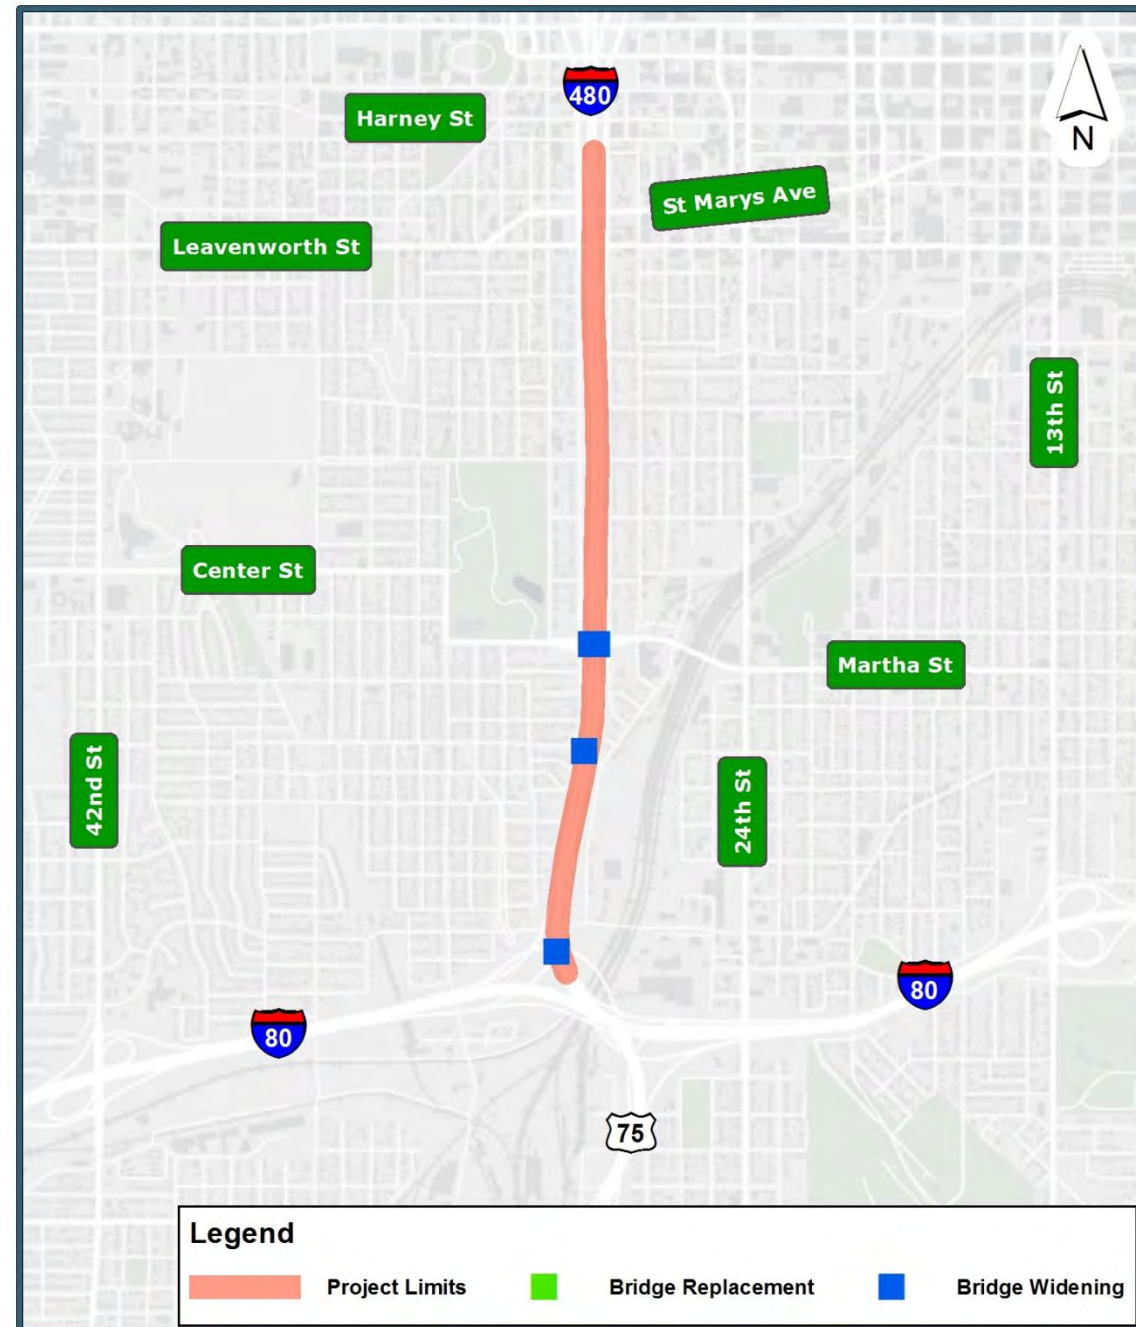 480
Harney St
N
St Marys Ave
Leavenworth St
13th St
Center St
Martha St
42nd St
24th St
80
80
75
Legend
Project Limits
Bridge Replacement
Bridge Widening